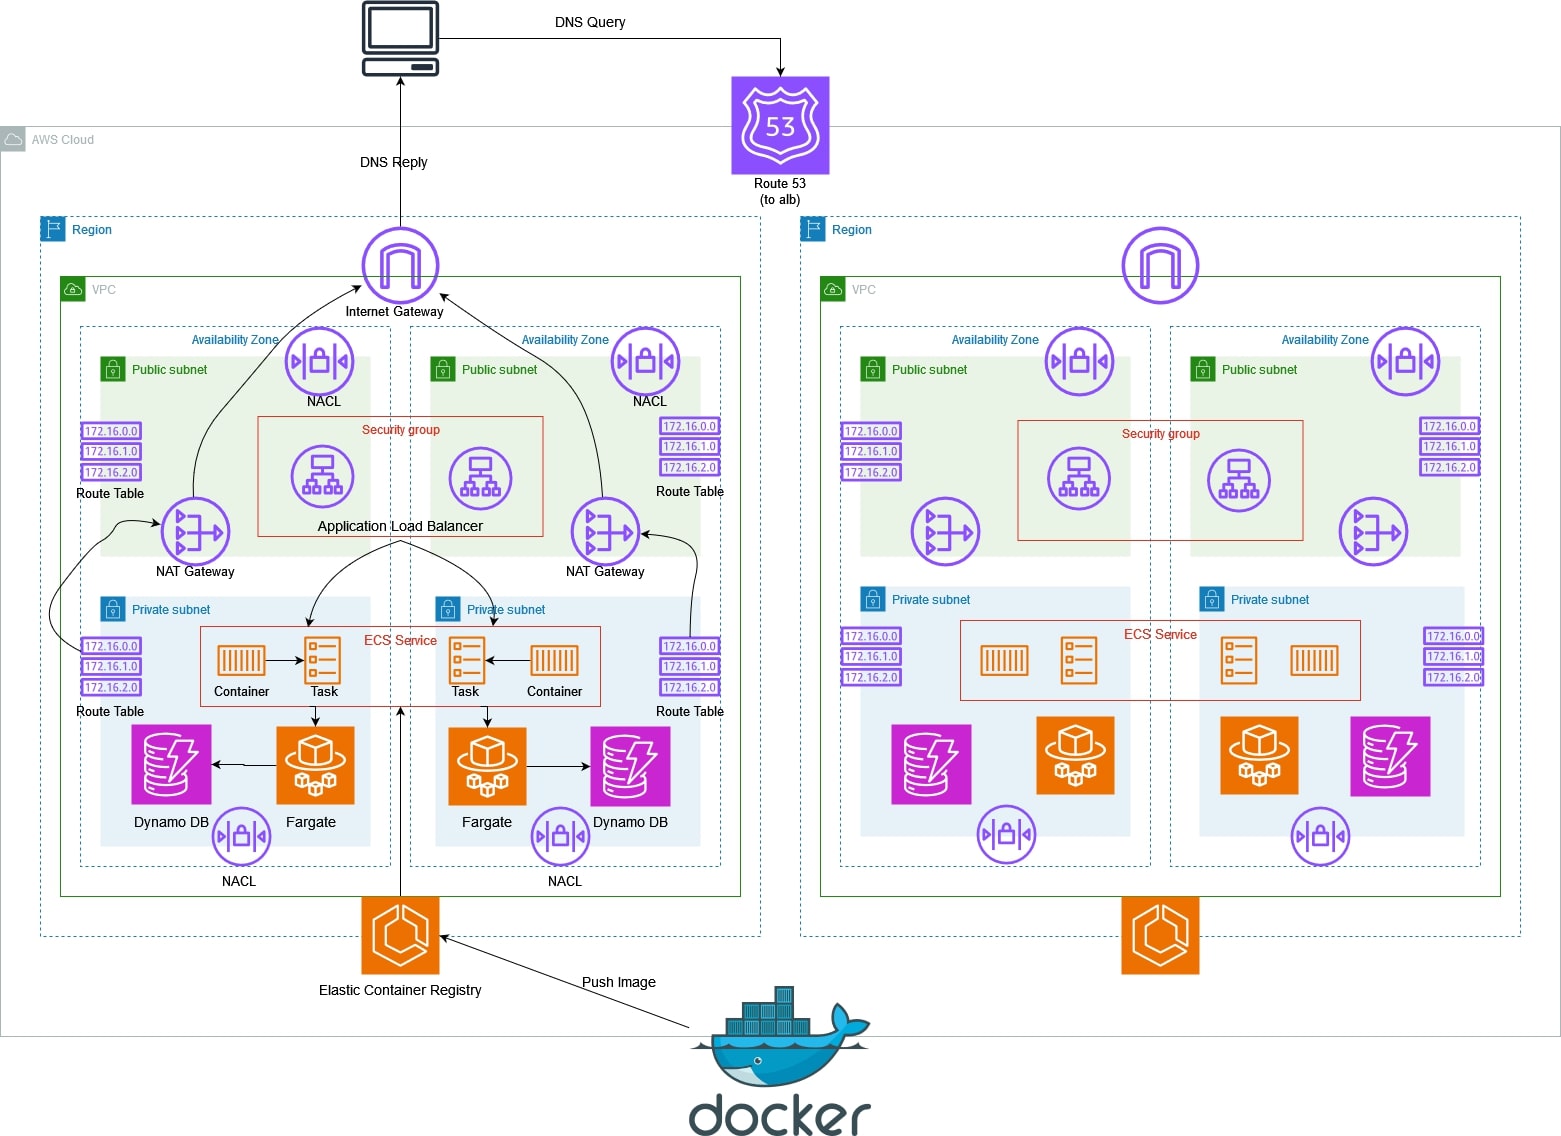 DNS Query
AWS Cloud
53
DNS Reply
Route 53
(to alb)
Region
Region
VPC
VPC
Internet Gateway
Availability Zone
Availability Zone
Availability Zone
Availability Zone
Public subnet
Public subnet
Public subnet
Public subnet
NACL
NACL
Security group
Security group
172.16.0.0
172.16.1.0
172.16.2.0
172.16.0.0
172.16.1.0
172.16.2.0
172.16.0.0
172.16.1.0
172.16.2.0
172.16.0.0
172.16.1.0
172.16.2.0
Route Table
Route Table
Application Load Balancer
NAT Gateway
NAT Gateway
Private subnet
Private subnet
Private subnet
Private subnet
ECS Service
ECS Service
172.16.0.0
172.16.1.0
172.16.2.0
172.16.0.0
172.16.1.0
172.16.2.0
172.16.0.0
172.16.1.0
172.16.2.0
172.16.0.0
172.16.1.0
172.16.2.0
Container
Task
Task
Container
Route Table
Route Table
Dynamo DB
Fargate
Fargate
Dynamo DB
NACL
NACL
Elastic Container Registry
Push Image
docker